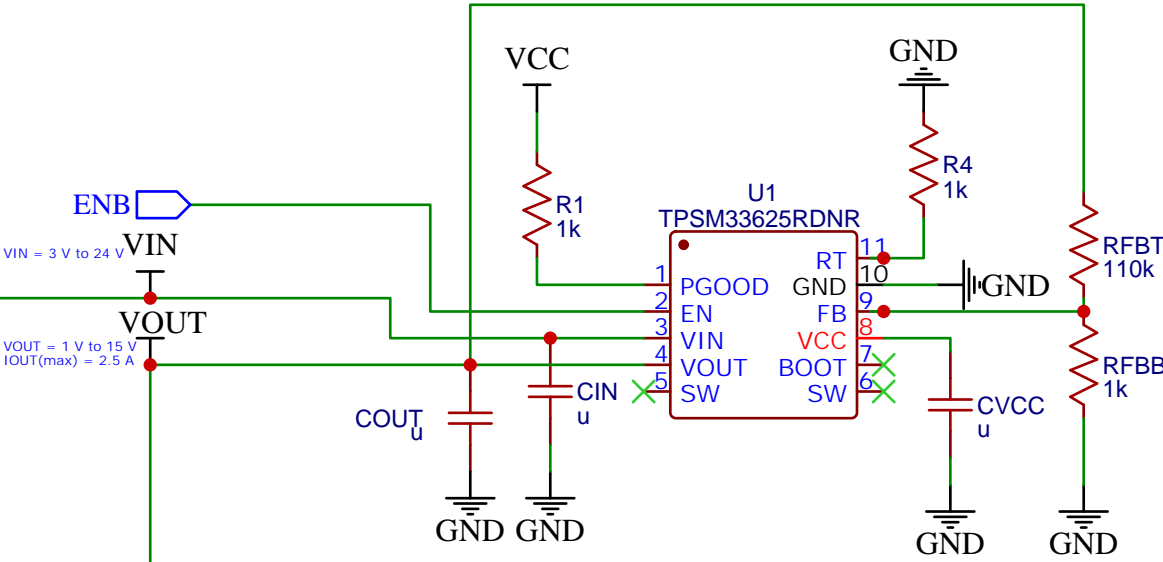 VCC
GND
R4
1k
U1
TPSM33625RDNR
R1
1k
ENB
VIN
VIN = 3 V to 24 V
RFBT
110k
11
RT
10
GND
GND
1
PGOOD
2
EN
9
FB
VOUT
3
VIN
8
VCC
VOUT = 1 V to 15 V
IOUT(max) = 2.5 A
4
VOUT
7
BOOT
RFBB
1k
5
SW
6
SW
CIN
u
COUT
u
CVCC
u
GND
GND
GND
GND